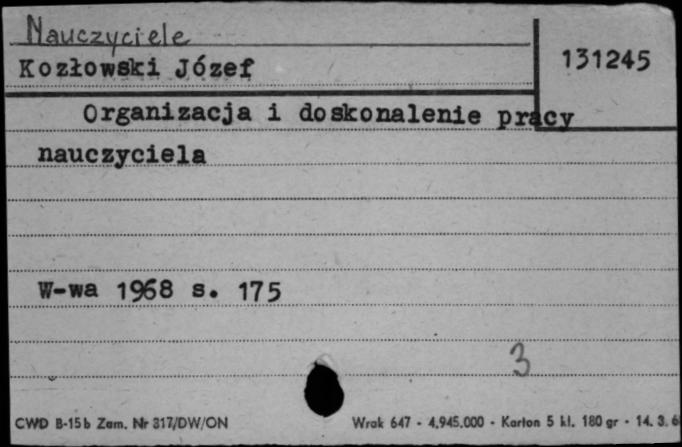 Nauczyciele
Kozłowski Józef
131245
Organizacja i doskonalenie pracy
nauczyciela
W-wa 1968 s. 175
3
CWD B-15b Zam. Nr 317/DW/ON
Wrak 647 - 4.945.000 - Karton 5 kl. 180 gr - 14. 3. 6